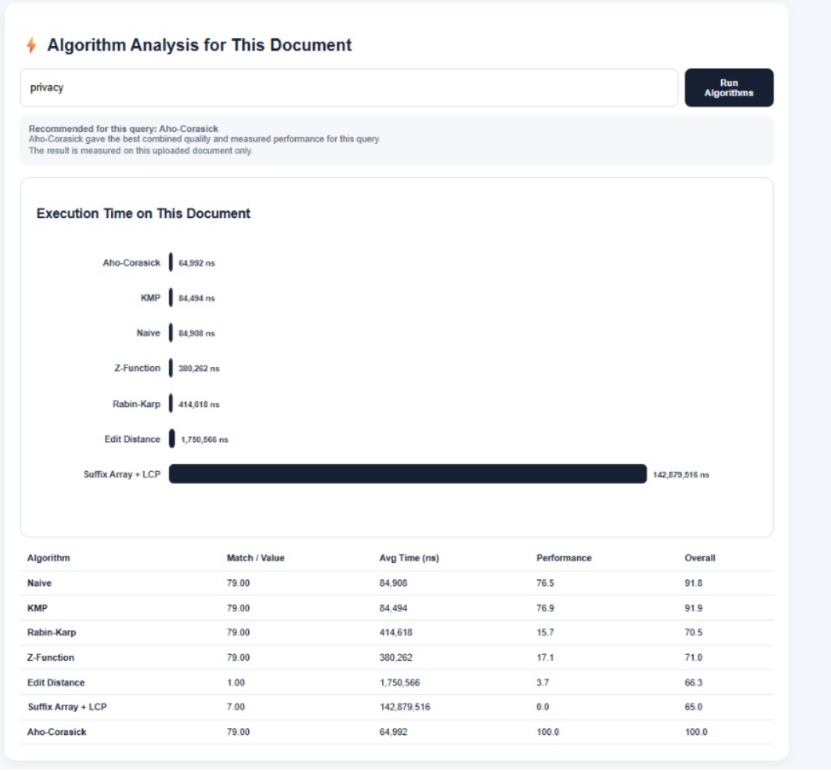 Algorithm Analysis for This Document
privacy
Run
Algorithms
Recommended for this query: Aho-Corasick
Aho-Corasick gave the best combined quality and measured performance for this query.
The result is measured on this uploaded document only.
Execution Time on This Document
Aho-Corasick 64,992 ns
KMP 84,494 ns
Naive 84,908 ns
Z-Function 380,262 ns
Rabin-Karp 414,618 ns
Edit Distance 1,750,566 ns
Suffix Array + LCP 142,879,516 ns
Algorithm Match / Value Avg Time (ns) Performance Overall
Naive 79.00 84,908 76.5 91.8
KMP 79.00 84,494 76.9 91.9
Rabin-Karp 79.00 414,618 15.7 70.5
Z-Function 79.00 380,262 17.1 71.0
Edit Distance 1.00 1,750,566 3.7 66.3
Suffix Array + LCP 7.00 142,879,516 0.0 65.0
Aho-Corasick 79.00 64,992 100.0 100.0